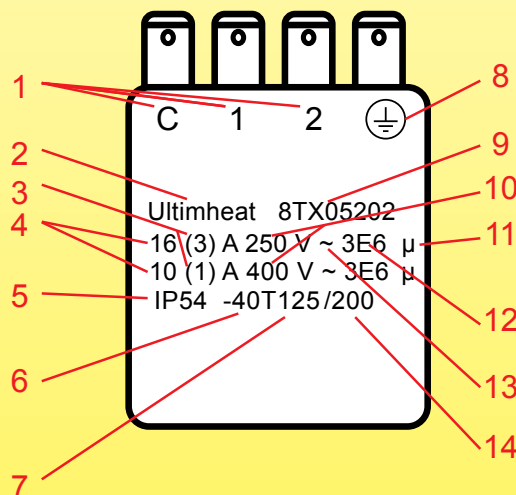 C 1 2
Ultimheat 8TX05202
16 (3) A 250 V ~ 3E6 µ
10 (1) A 400 V ~ 3E6 µ
IP54 -40T125/200
1
2
3
4
5
6
7
8
9
10
11
12
13
14